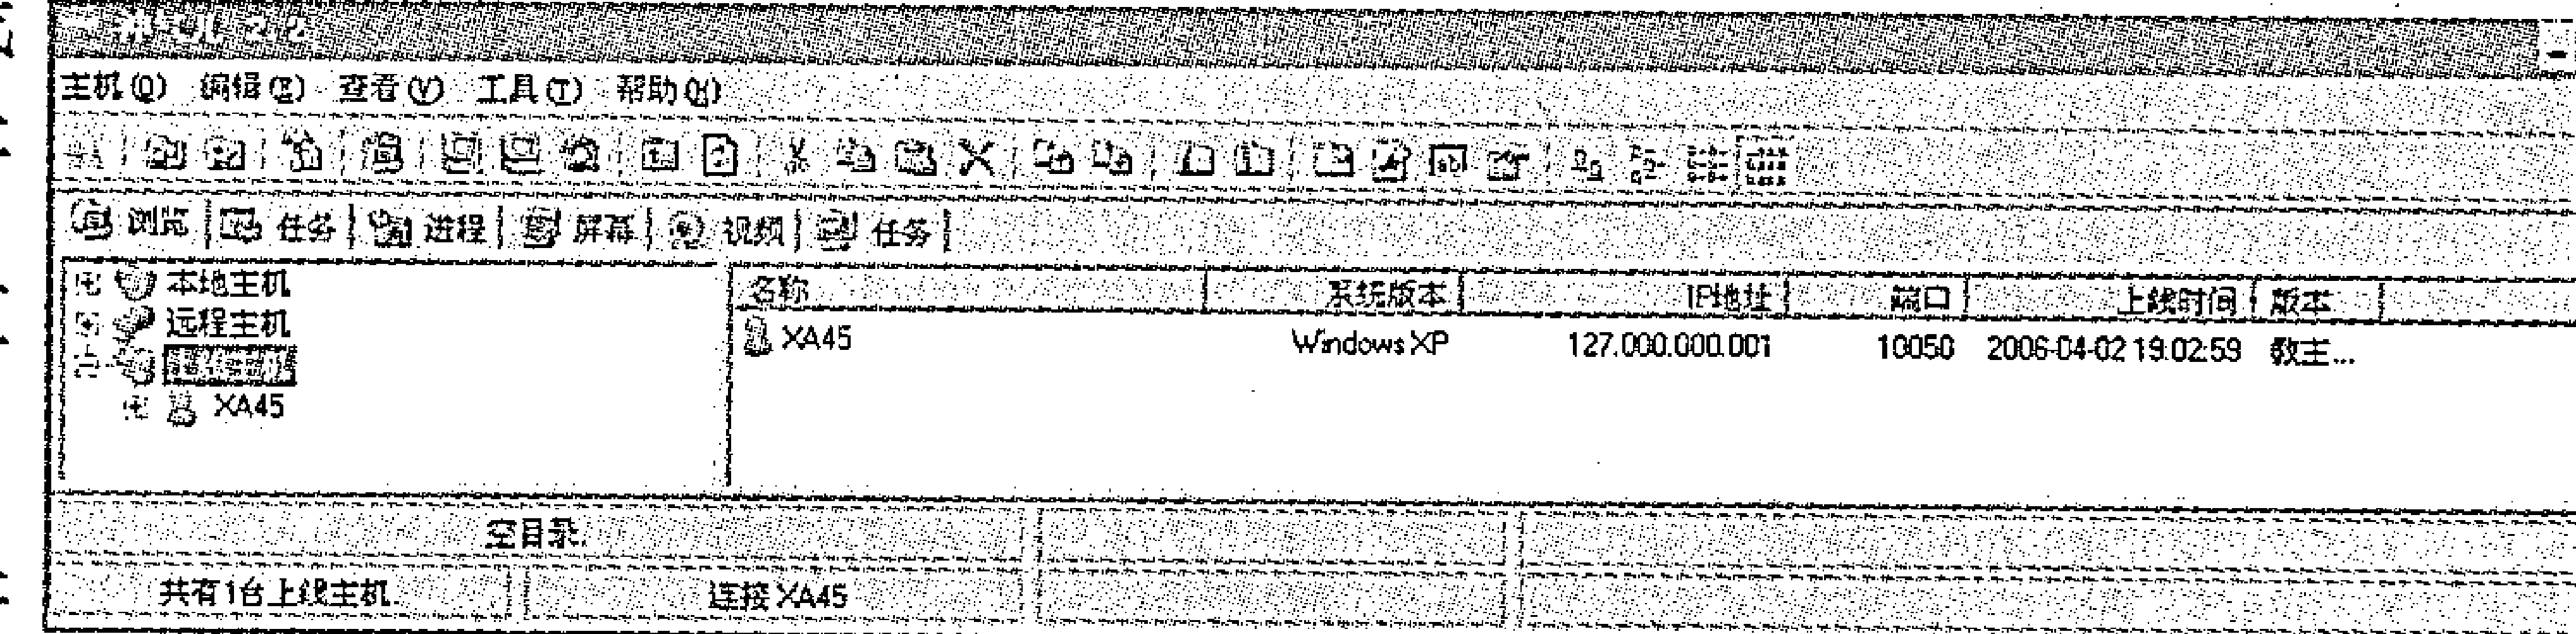 主机(O) 编辑(E) 查看(V) 工具(T) 帮助(H)
浏览 任务 进程 屏幕 视频 任务
本地主机
远程主机
XA45
名称 系统版本 IP地址 端口 上线时间 版本
XA45 Windows XP 127.000.000.001 10050 2006-04-02 19:02:59 教主...
空目录.
共有1台上线主机.
连接 XA45